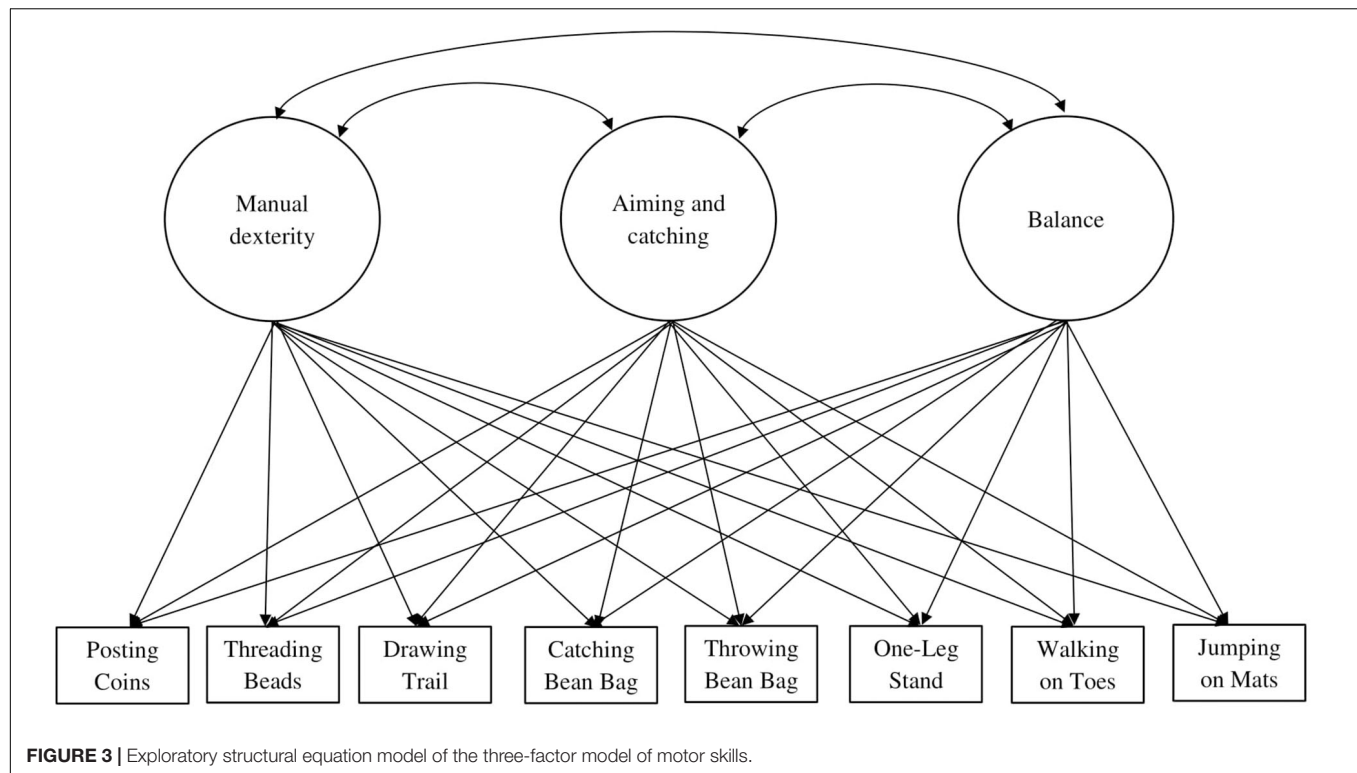 Manual
dexterity
Aiming and
catching
Balance
Posting
Coins
Threading
Beads
Drawing
Trail
Catching
Bean Bag
Throwing
Bean Bag
One-Leg
Stand
Walking
on Toes
Jumping
on Mats
FIGURE 3 | Exploratory structural equation model of the three-factor model of motor skills.